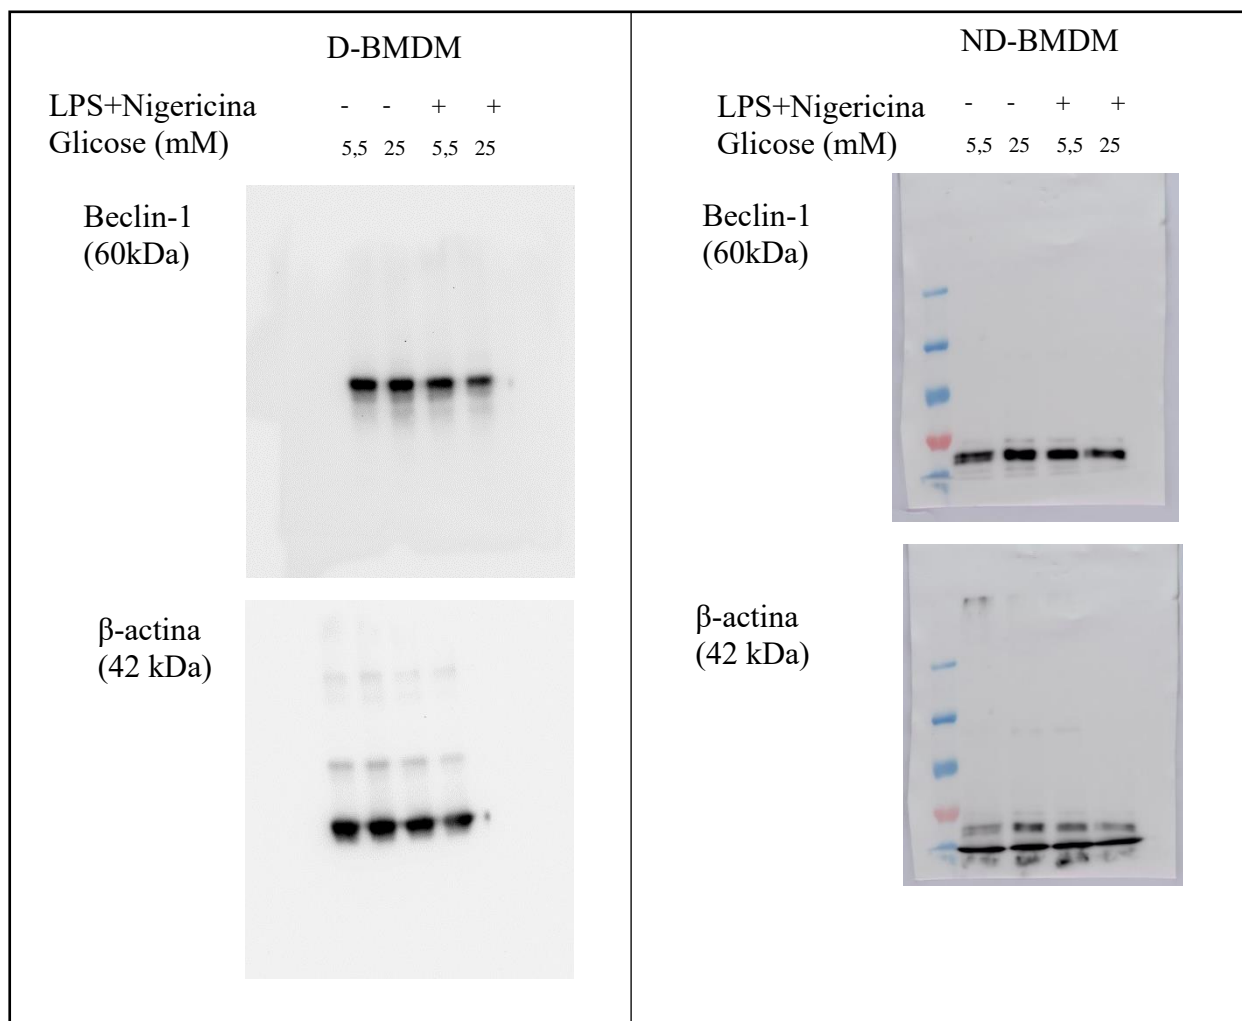 D-BMDM
LPS+Nigericina - - + +
Glicose (mM) 5,5 25 5,5 25
Beclin-1
(60kDa)
β-actina
(42 kDa)
ND-BMDM
LPS+Nigericina - - + +
Glicose (mM) 5,5 25 5,5 25
Beclin-1
(60kDa)
β-actina
(42 kDa)